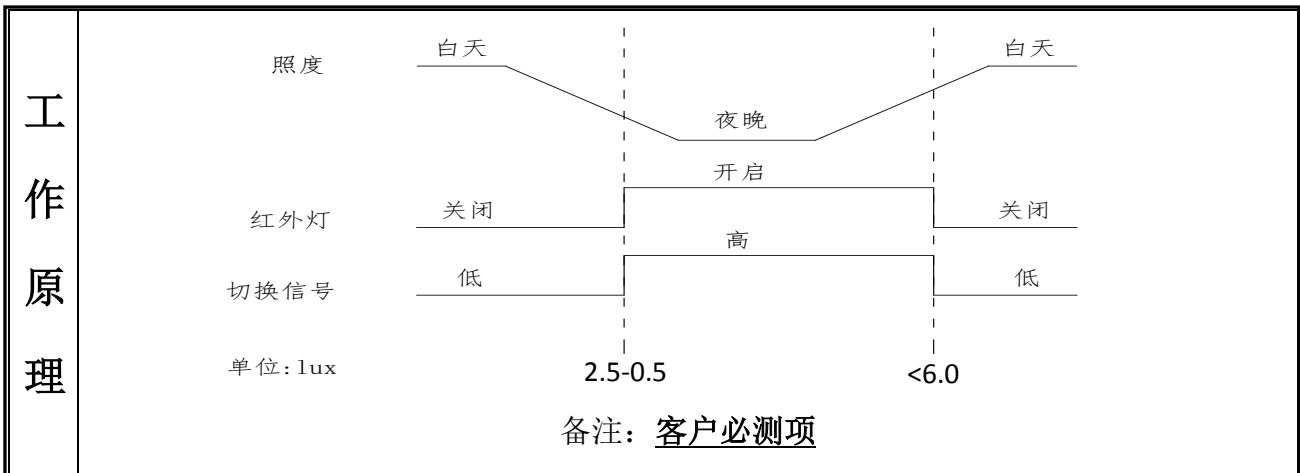 工作原理
照度 白天 夜晚 白天
红外灯 关闭 开启 关闭
切换信号 低 高 低
单位:lux 2.5-0.5 <6.0
备注：客户必测项